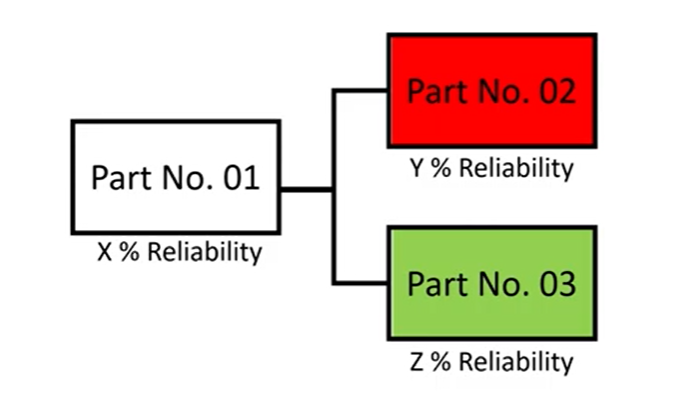 Part No. 01
X % Reliability
Part No. 02
Y % Reliability
Part No. 03
Z % Reliability